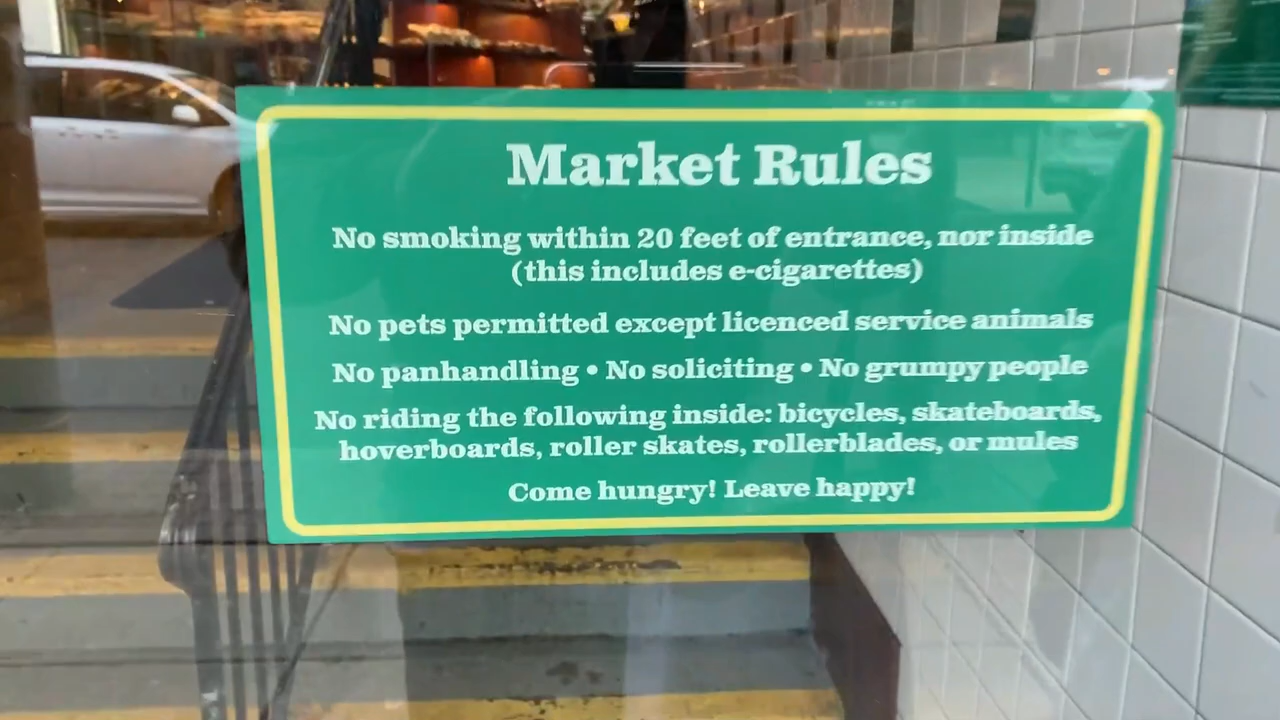 Market Rules
No smoking within 20 feet of entrance, nor inside
(this includes e-cigarettes)
No pets permitted except licenced service animals
No panhandling • No soliciting • No grumpy people
No riding the following inside: bicycles, skateboards,
hoverboards, roller skates, rollerblades, or mules
Come hungry! Leave happy!